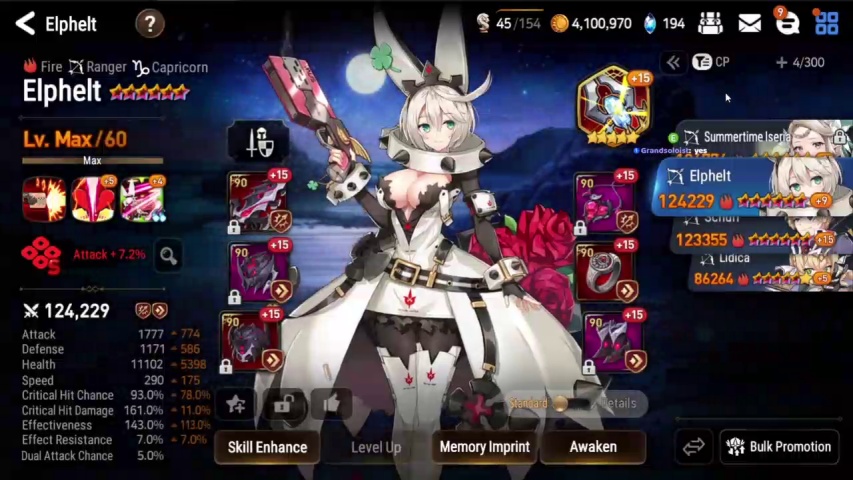 Elphelt
?
45/154
4,100,970
194
9
Fire Ranger Capricorn
Elphelt
CP
+ 4/300
Lv. Max/60
Max
+5
+4
+15
Summertime Iseria
Grandsoloist: yes
Elphelt
124229
+9
123355
+15
Lidica
86264
+5
S
Attack + 7.2%
90
+15
90
+15
90
+15
90
+15
90
+15
90
+15
124,229
Attack 1777 774
Defense 1171 586
Health 11102 5398
Speed 290 175
Critical Hit Chance 93.0% 78.0%
Critical Hit Damage 161.0% 11.0%
Effectiveness 143.0% 113.0%
Effect Resistance 7.0% 7.0%
Dual Attack Chance 5.0%
Standard
Details
Skill Enhance
Level Up
Memory Imprint
Awaken
Bulk Promotion